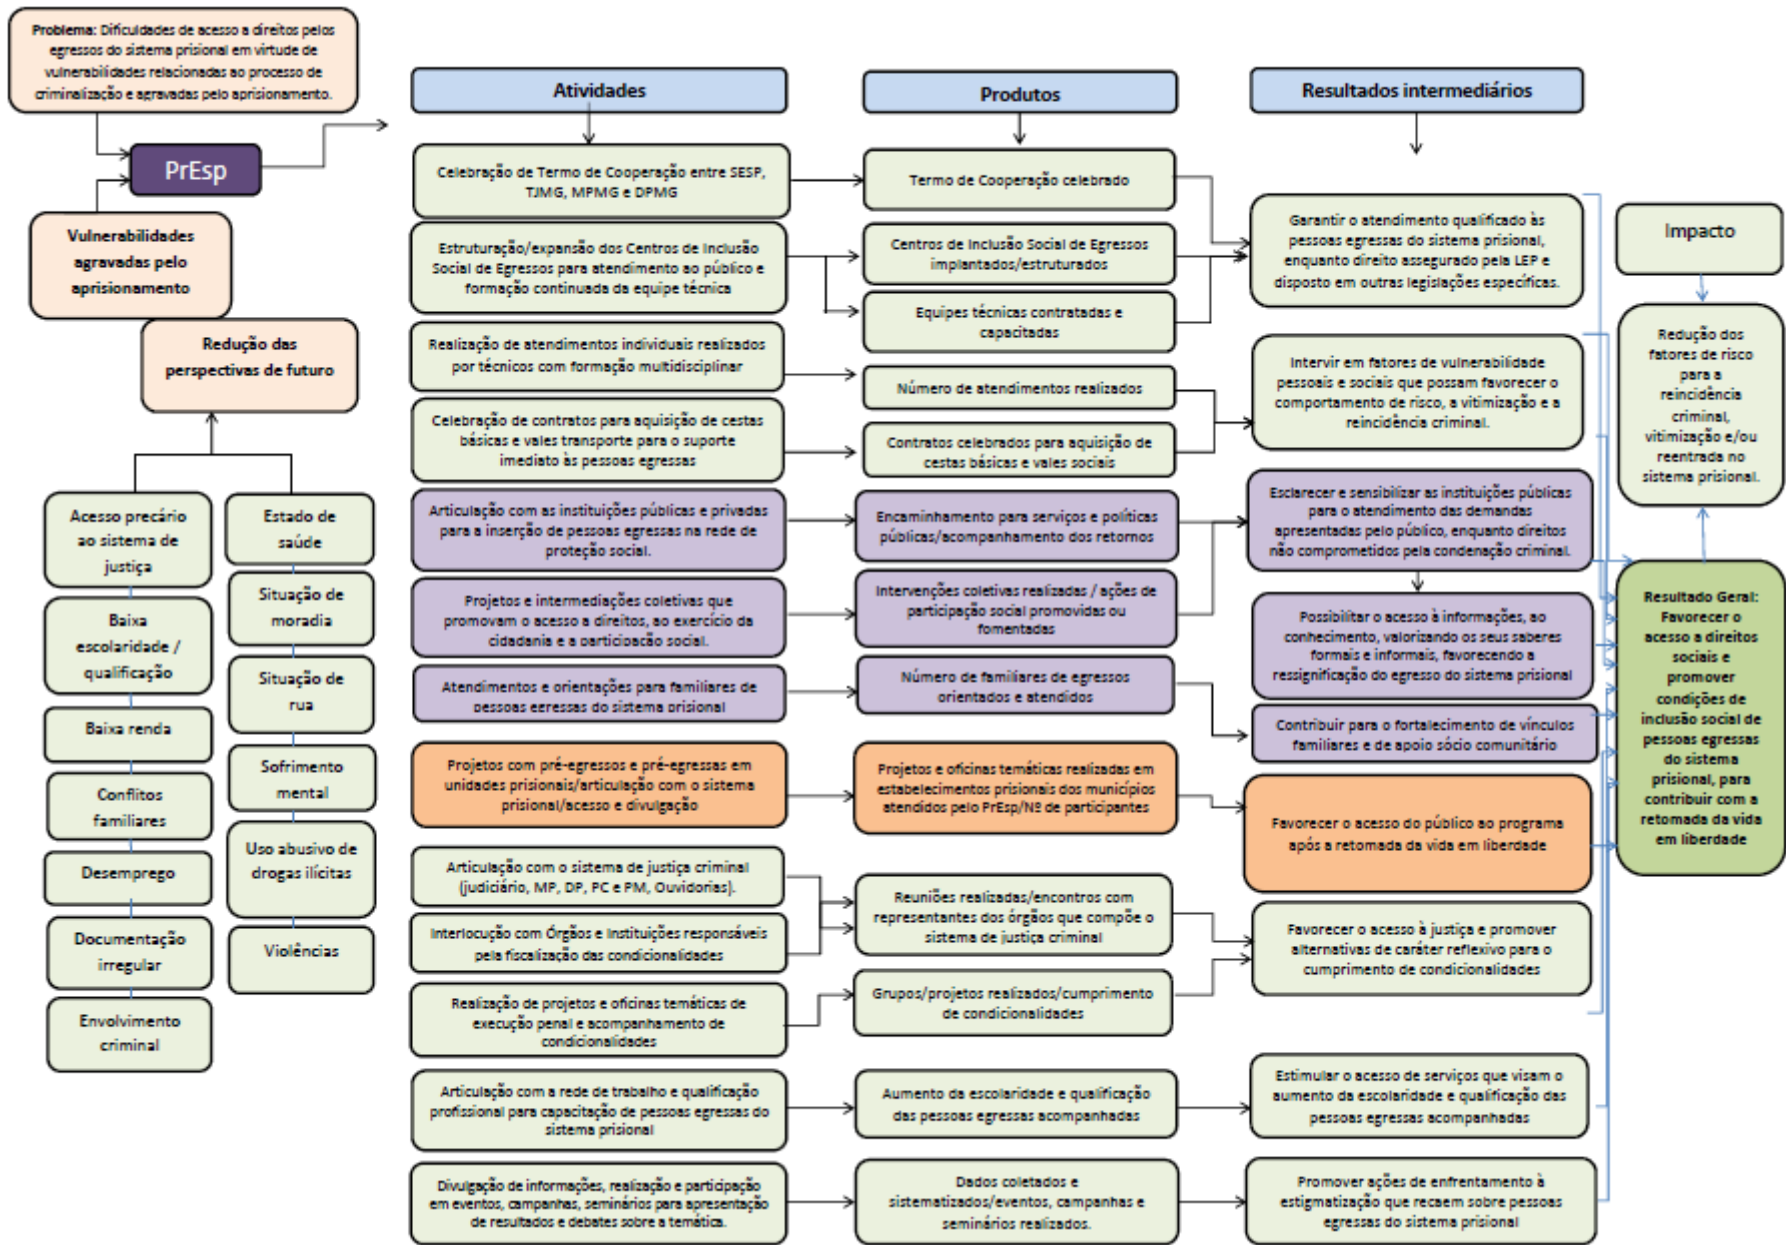 Problema: Dificuldades de acesso a direitos pelos
egressos do sistema prisional em virtude de
vulnerabilidades relacionadas ao processo de
criminalização e agravadas pelo aprisionamento.
PrEsp
Vulnerabilidades
agravadas pelo
aprisionamento
Redução das
perspectivas de futuro
Acesso precário
ao sistema de
justiça
Baixa
escolaridade /
qualificação
Baixa renda
Conflitos
familiares
Desemprego
Documentação
irregular
Envolvimento
criminal
Estado de
saúde
Situação de
moradia
Situação de
rua
Sofrimento
mental
Uso abusivo de
drogas ilícitas
Violências
Atividades
Celebração de Termo de Cooperação entre SESP,
TJMG, MPMG e DPMG
Estruturação/expansão dos Centros de Inclusão
Social de Egressos para atendimento ao público e
formação continuada da equipe técnica
Realização de atendimentos individuais realizados
por técnicos com formação multidisciplinar
Celebração de contratos para aquisição de cestas
básicas e vales transporte para o suporte
imediato às pessoas egressas
Articulação com as instituições públicas e privadas
para a inserção de pessoas egressas na rede de
proteção social.
Projetos e intermediações coletivas que
promovam o acesso a direitos, ao exercício da
cidadania e a participação social.
Atendimentos e orientações para familiares de
pessoas egressas do sistema prisional
Projetos com pré-egressos e pré-egressas em
unidades prisionais/articulação com o sistema
prisional/acesso e divulgação
Articulação com o sistema de justiça criminal
(judiciário, MP, DP, PC e PM, Ouvidorias).
Interlocução com Órgãos e Instituições responsáveis
pela fiscalização das condicionalidades
Realização de projetos e oficinas temáticas de
execução penal e acompanhamento de
condicionalidades
Articulação com a rede de trabalho e qualificação
profissional para capacitação de pessoas egressas do
sistema prisional
Divulgação de informações, realização e participação
em eventos, campanhas, seminários para apresentação
de resultados e debates sobre a temática.
Produtos
Termo de Cooperação celebrado
Centros de Inclusão Social de Egressos
implantados/estruturados
Equipes técnicas contratadas e
capacitadas
Número de atendimentos realizados
Contratos celebrados para aquisição de
cestas básicas e vales sociais
Encaminhamento para serviços e políticas
públicas/acompanhamento dos retornos
Intervenções coletivas realizadas / ações de
participação social promovidas ou
fomentadas
Número de familiares de egressos
orientados e atendidos
Projetos e oficinas temáticas realizadas em
estabelecimentos prisionais dos municípios
atendidos pelo PrEsp/Nº de participantes
Reuniões realizadas/encontros com
representantes dos órgãos que compõe o
sistema de justiça criminal
Grupos/projetos realizados/cumprimento
de condicionalidades
Aumento da escolaridade e qualificação
das pessoas egressas acompanhadas
Dados coletados e
sistematizados/eventos, campanhas e
seminários realizados.
Resultados intermediários
Garantir o atendimento qualificado às
pessoas egressas do sistema prisional,
enquanto direito assegurado pela LEP e
disposto em outras legislações específicas.
Intervir em fatores de vulnerabilidade
pessoais e sociais que possam favorecer o
comportamento de risco, a vitimização e a
reincidência criminal.
Esclarecer e sensibilizar as instituições públicas
para o atendimento das demandas
apresentadas pelo público, enquanto direitos
não comprometidos pela condenação criminal.
Possibilitar o acesso à informações, ao
conhecimento, valorizando os seus saberes
formais e informais, favorecendo a
ressignificação do egresso do sistema prisional
Contribuir para o fortalecimento de vínculos
familiares e de apoio sócio comunitário
Favorecer o acesso do público ao programa
após a retomada da vida em liberdade
Favorecer o acesso à justiça e promover
alternativas de caráter reflexivo para o
cumprimento de condicionalidades
Estimular o acesso de serviços que visam o
aumento da escolaridade e qualificação das
pessoas egressas acompanhadas
Promover ações de enfrentamento à
estigmatização que recaem sobre pessoas
egressas do sistema prisional
Impacto
Redução dos
fatores de risco
para a
reincidência
criminal,
vitimização e/ou
reentrada no
sistema prisional.
Resultado Geral:
Favorecer o
acesso a direitos
sociais e
promover
condições de
inclusão social de
pessoas egressas
do sistema
prisional, para
contribuir com a
retomada da vida
em liberdade